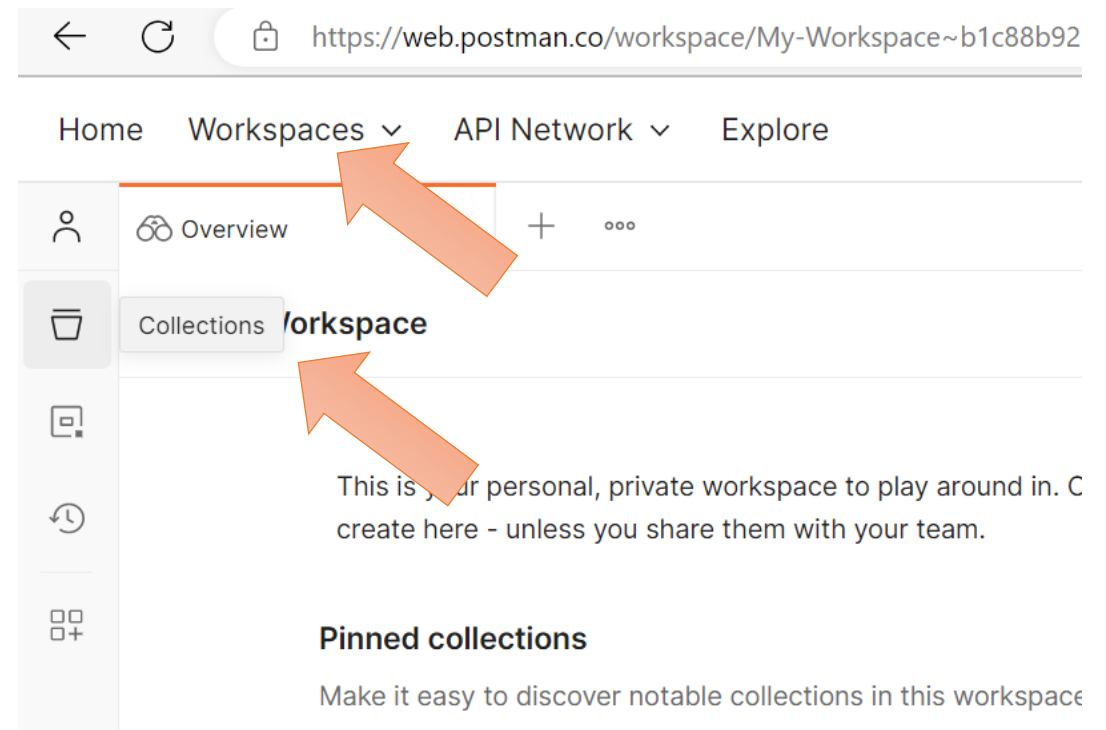 https://web.postman.co/workspace/My-Workspace~b1c88b92
Home Workspaces API Network Explore
Overview
Collections Workspace
This is your personal, private workspace to play around in.
create here - unless you share them with your team.
Pinned collections
Make it easy to discover notable collections in this workspace